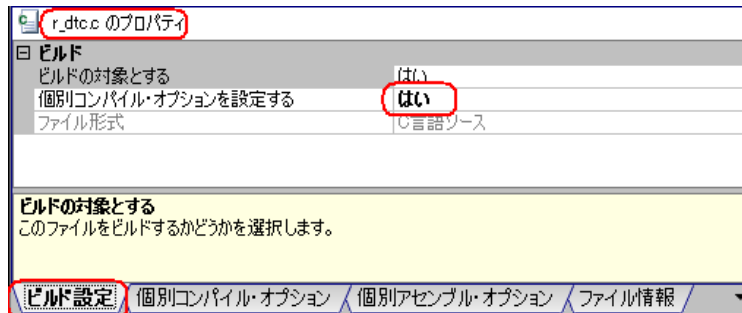 r_dtc.c のプロパティ
ビルド
ビルドの対象とする はい
個別コンパイル・オプションを設定する はい
ファイル形式 C言語ソース
ビルドの対象とする
このファイルをビルドするかどうかを選択します。
ビルド設定 個別コンパイル・オプション 個別アセンブル・オプション ファイル情報